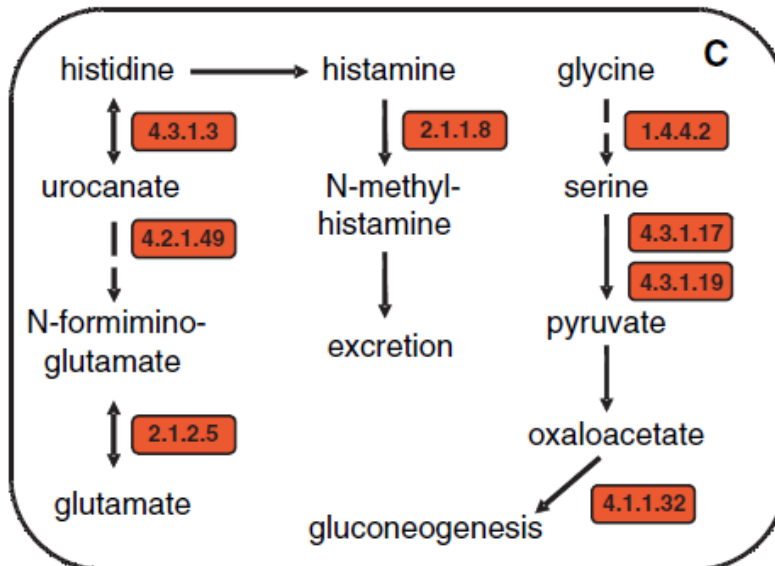 C
histidine
histamine
glycine
4.3.1.3
2.1.1.8
1.4.4.2
urocanate
N-methyl-
histamine
serine
4.2.1.49
4.3.1.17
4.3.1.19
N-formimino-
glutamate
excretion
pyruvate
2.1.2.5
oxaloacetate
glutamate
4.1.1.32
gluconeogenesis